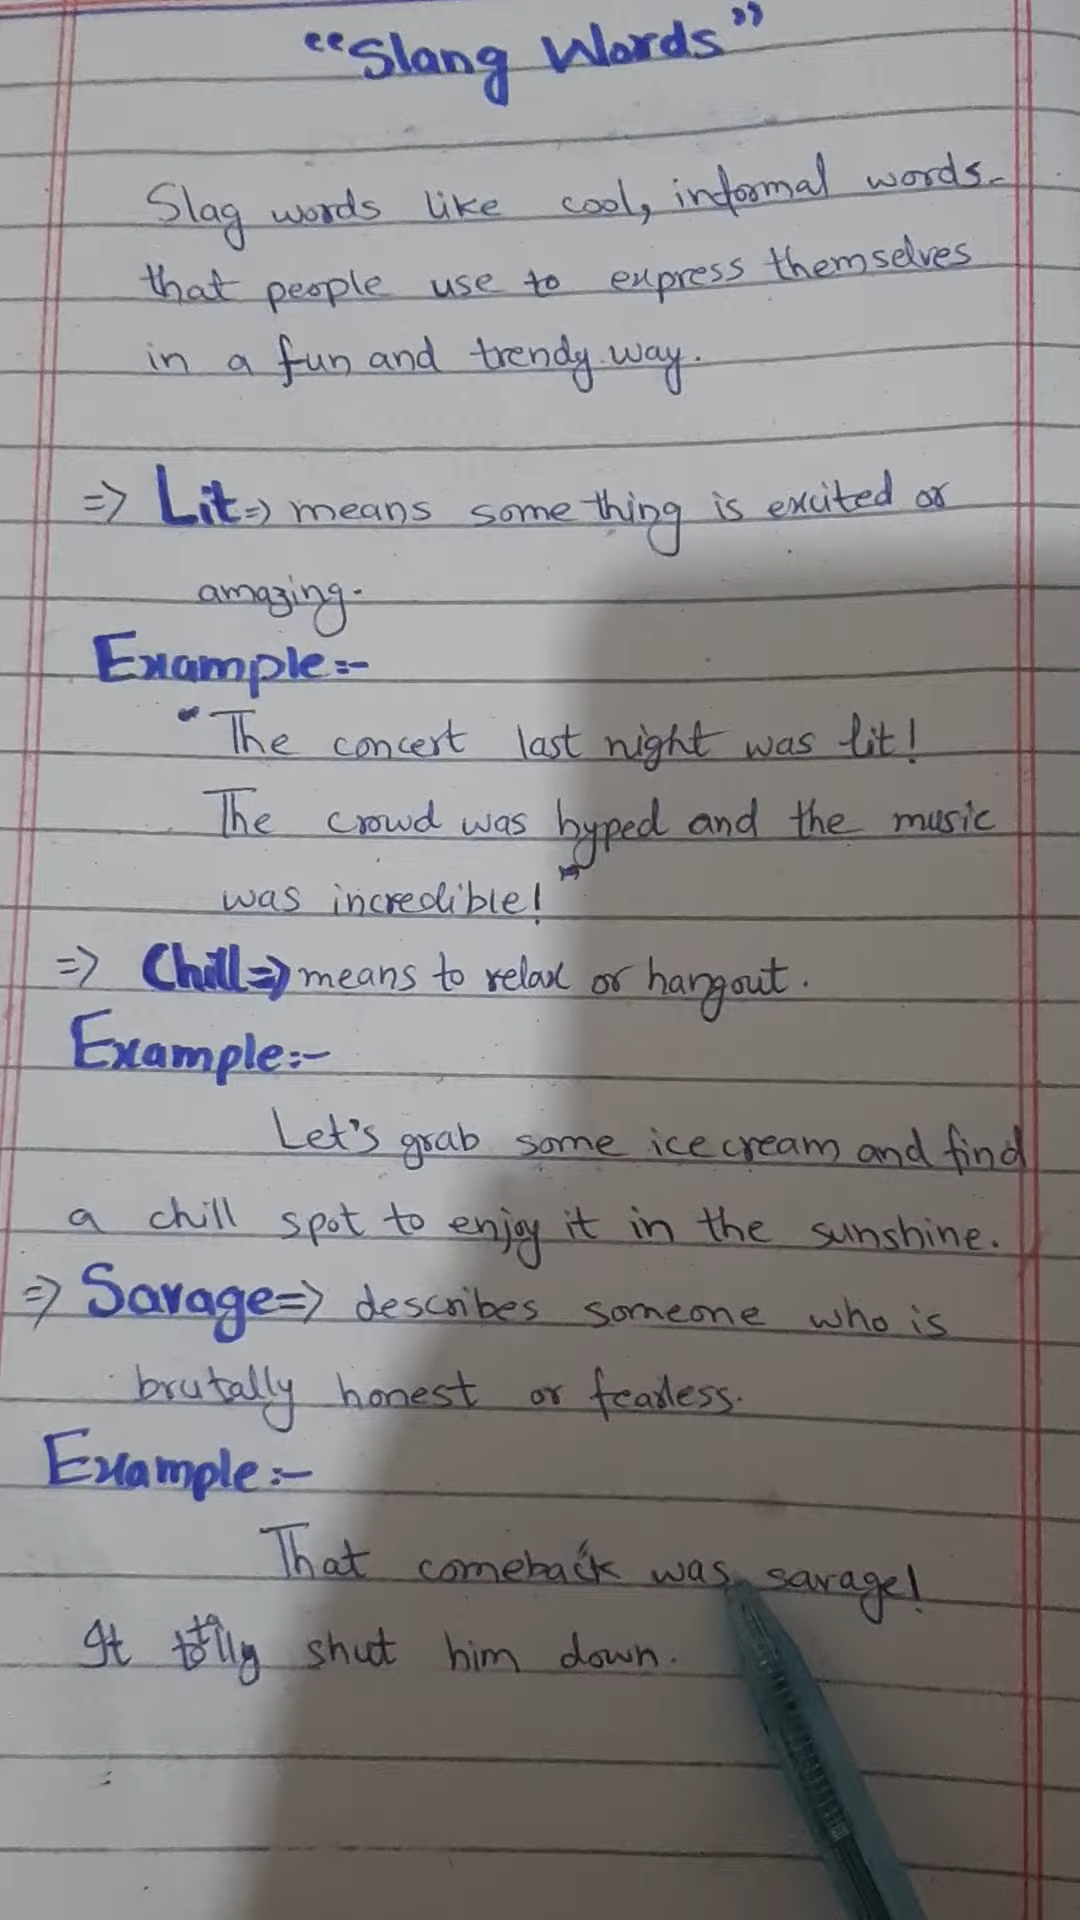 "Slang Words"
Slag words like cool, informal words-
that people use to express themselves
in a fun and trendy way.
=> Lit => means some thing is excited or
amazing.
Example:-
"The concert last night was lit!
The crowd was hyped and the music
was incredible!"
=> Chill => means to relax or hangout.
Example:-
Let's grab some ice cream and find
a chill spot to enjoy it in the sunshine.
=> Savage => describes someone who is
brutally honest or fearless.
Example:-
That comeback was savage!
It shut him down.